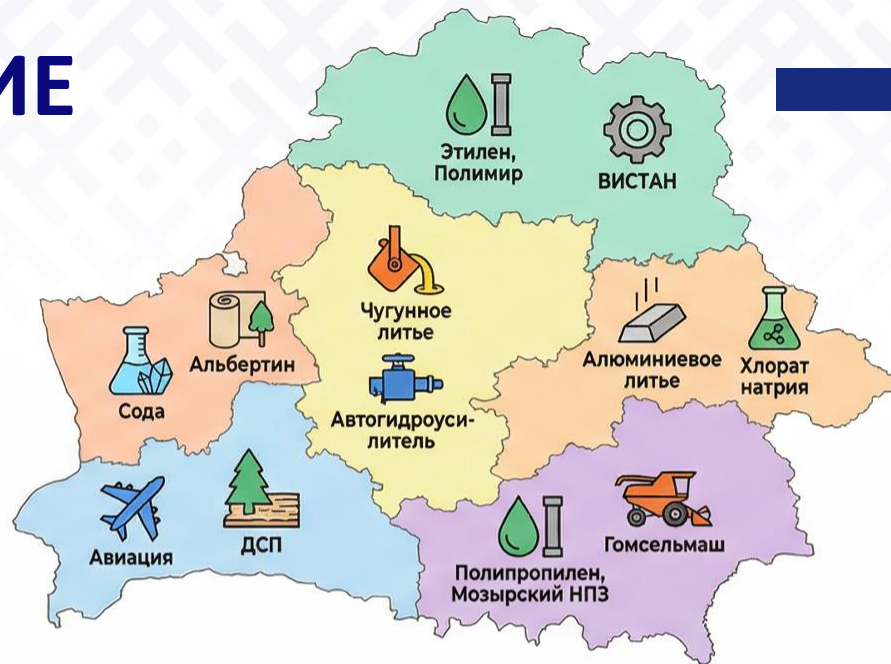 ИЕ
Этилен,
Полимир
ВИСТАН
Чугунное
литье
Альбертин
Сода
Автогидроуси-
литель
Алюминиевое
литье
Хлорат
натрия
Авиация
ДСП
Полипропилен,
Мозырский НПЗ
Гомсельмаш